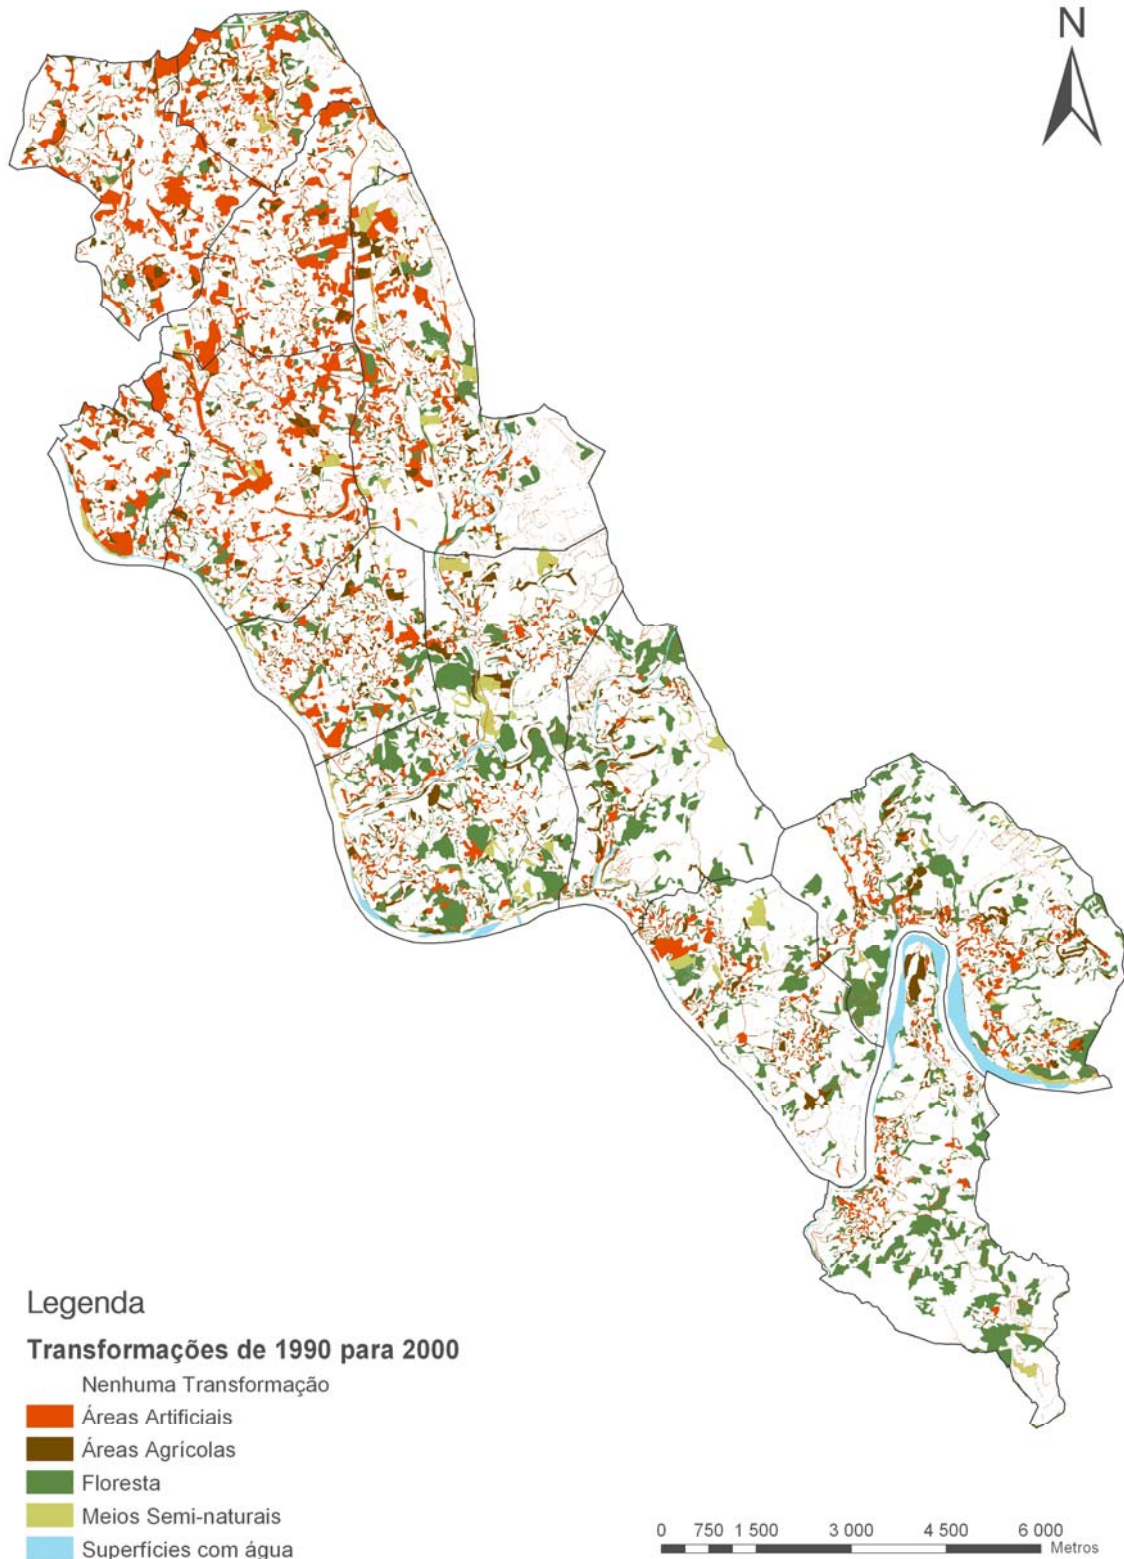 N
Legenda
Transformações de 1990 para 2000
Nenhuma Transformação
Áreas Artificiais
Áreas Agrícolas
Floresta
Meios Semi-naturais
Superfícies com água
0 750 1 500 3 000 4 500 6 000
Metros